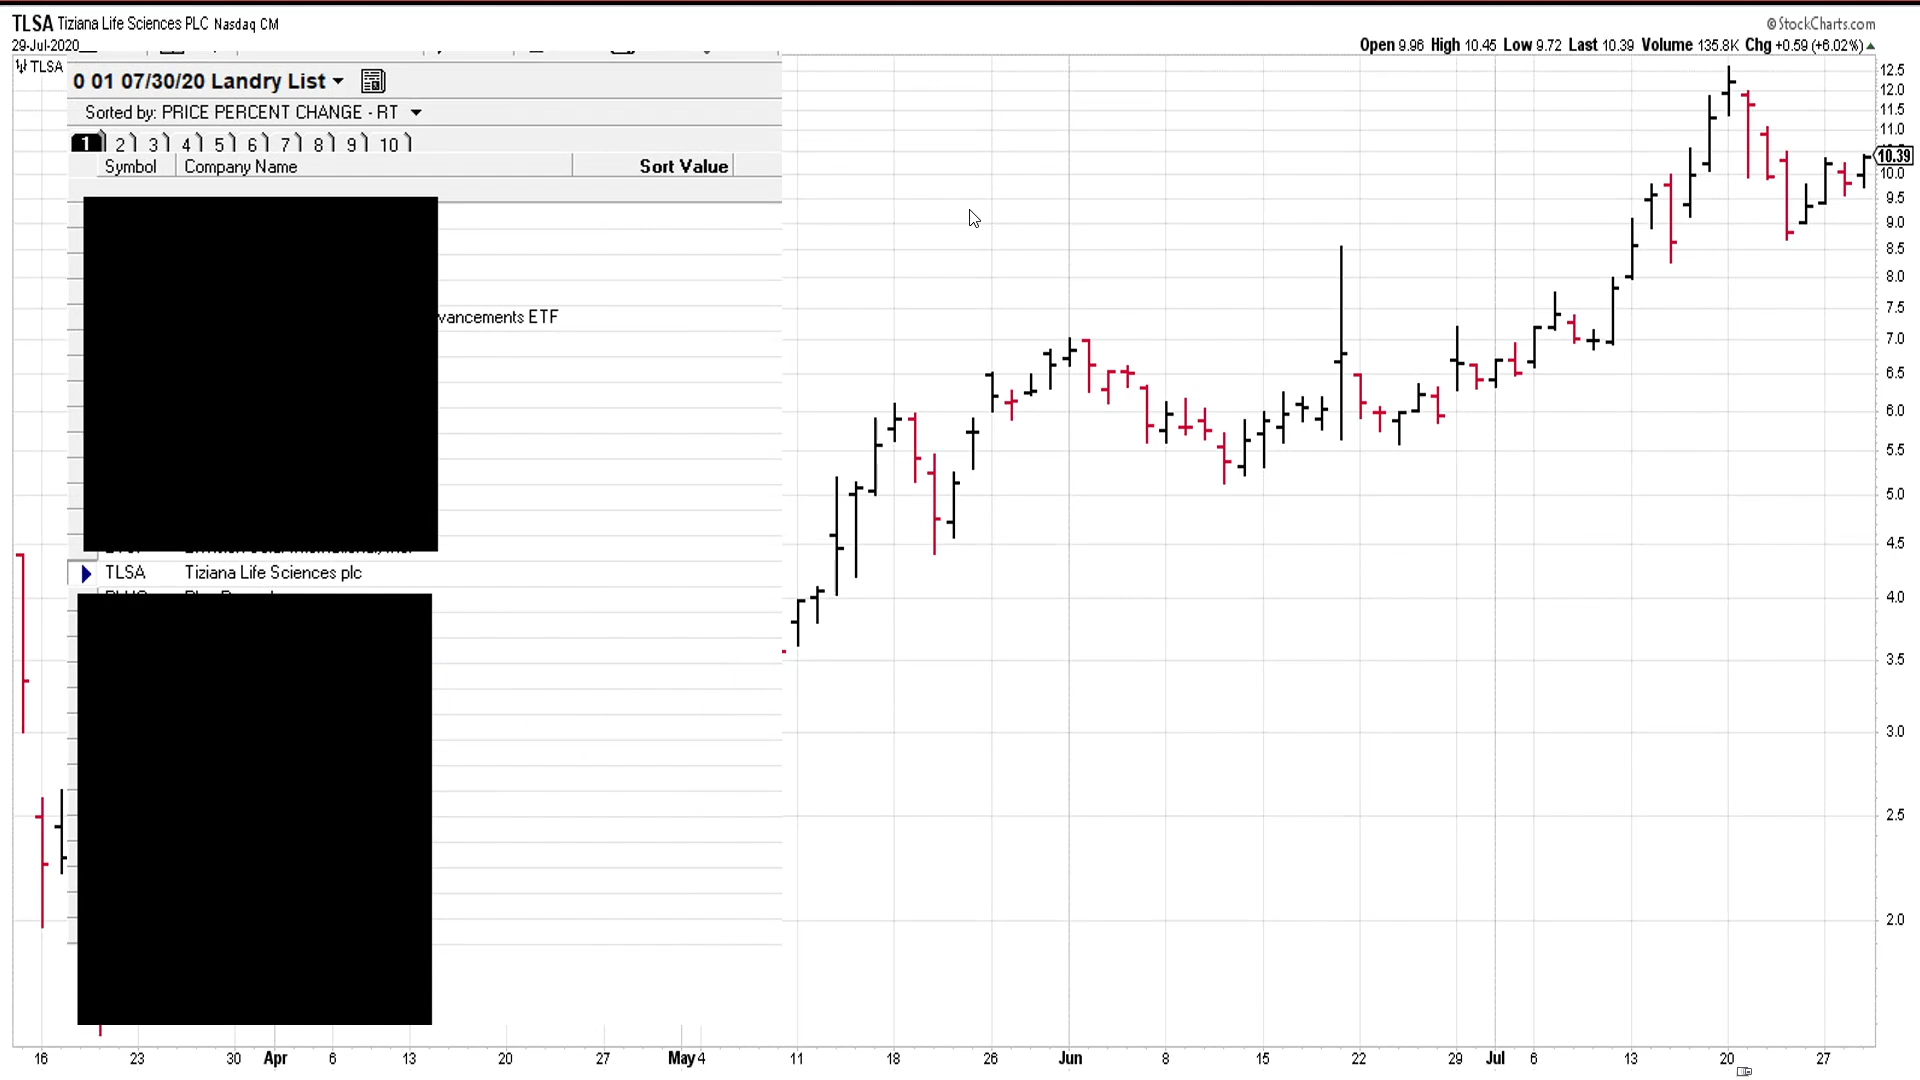 TLSA Tiziana Life Sciences PLC Nasdaq CM
© StockCharts.com
29-Jul-2020
Open 9.96 High 10.45 Low 9.72 Last 10.39 Volume 135.8K Chg +0.59 (+6.02%)
TLSA
0 01 07/30/20 Landry List
Sorted by: PRICE PERCENT CHANGE - RT
1 2 3 4 5 6 7 8 9 10
Symbol Company Name Sort Value
vancements ETF
TLSA Tiziana Life Sciences plc
12.5
12.0
11.5
11.0
10.39
10.0
9.5
9.0
8.5
8.0
7.5
7.0
6.5
6.0
5.5
5.0
4.5
4.0
3.5
3.0
2.5
2.0
16 23 30 Apr 6 13 20 27 May 4 11 18 26 Jun 8 15 22 29 Jul 6 13 20 27